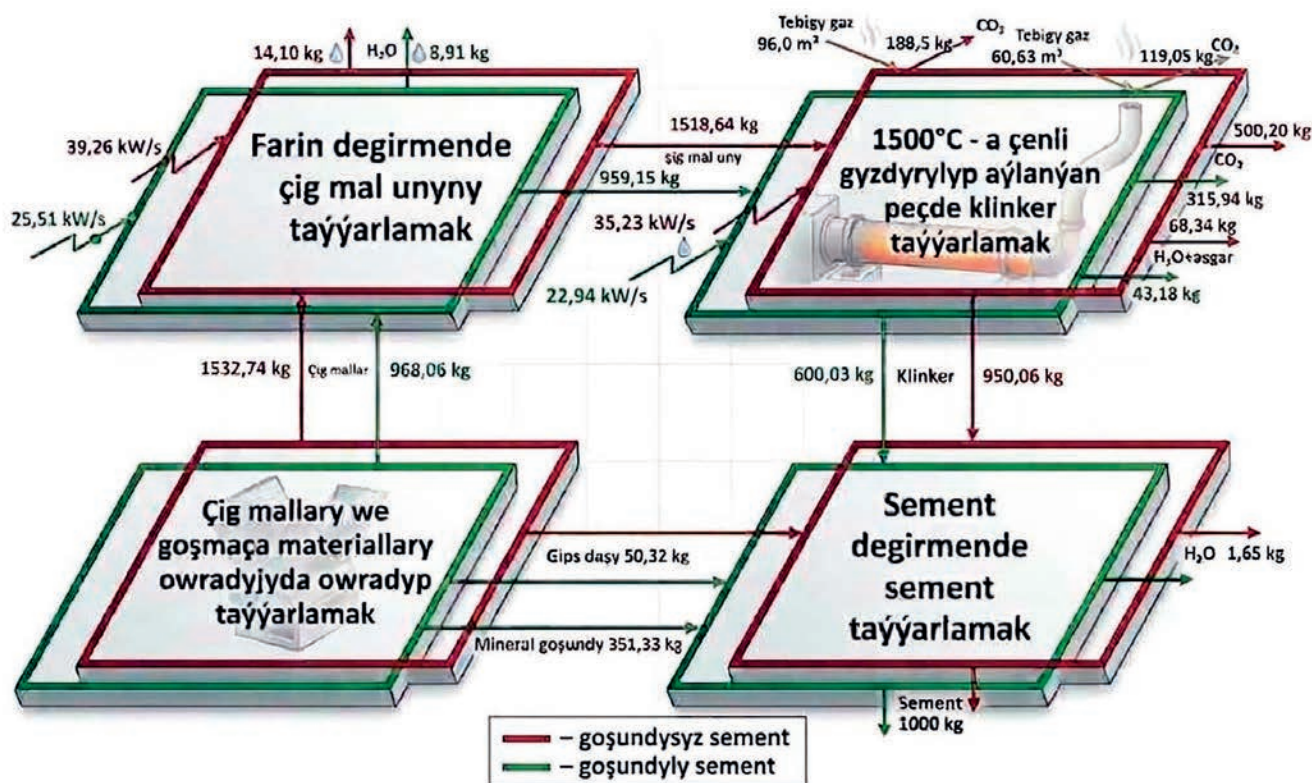 14,10 kg
H₂O
8,91 kg
Tebigy gaz
96,0 m³
188,5 kg
CO₂
Tebigy gaz
60,63 m³
119,05 kg
CO₂
39,26 kW/s
25,51 kW/s
Farin degirmende
çig mal unyny
taýýarlamak
1518,64 kg
şig mal uny
959,15 kg
35,23 kW/s
22,94 kW/s
1500°C - a çenli
gyzdyrylyp aýlanýan
peçde klinker
taýýarlamak
500,20 kg
CO₂
315,94 kg
68,34 kg
H₂O+əsgar
43,18 kg
1532,74 kg
Çig mallar
968,06 kg
600,03 kg
Klinker
950,06 kg
Çig mallary we
goşmaça materiallary
owradyjyda owradyp
taýýarlamak
Gips daşy 50,32 kg
Mineral goşundy 351,33 kg
Sement
degirmende
sement
taýýarlamak
H₂O 1,65 kg
Sement
1000 kg
– goşundysyz sement
– goşundyly sement